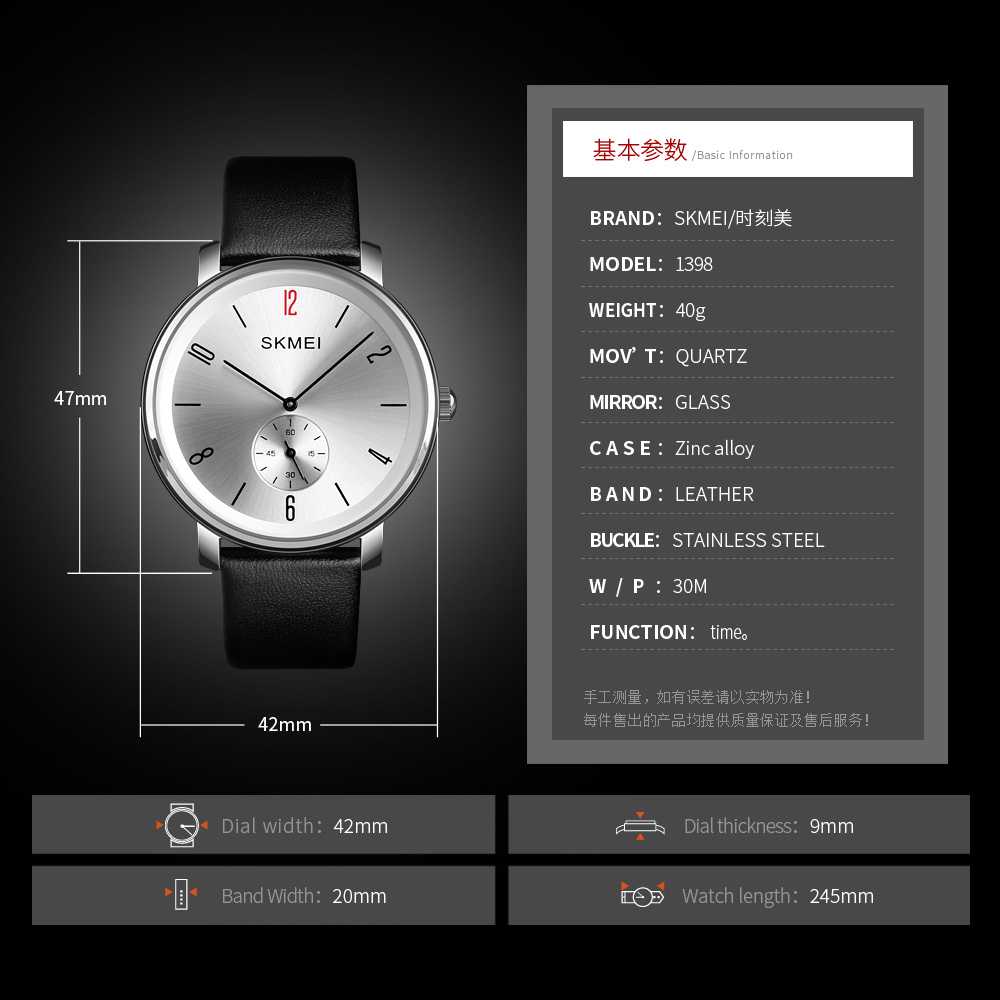 基本参数 /Basic Information
BRAND: SKMEI/时刻美
MODEL: 1398
WEIGHT: 40g
MOV' T: QUARTZ
MIRROR: GLASS
CASE: Zinc alloy
BAND: LEATHER
BUCKLE: STAINLESS STEEL
W / P : 30M
FUNCTION: time。
手工测量，如有误差请以实物为准!
每件售出的产品均提供质量保证及售后服务!
12
SKMEI
10
2
8
4
6
60
45
15
30
47mm
42mm
Dial width: 42mm
Dial thickness: 9mm
Band Width: 20mm
Watch length: 245mm